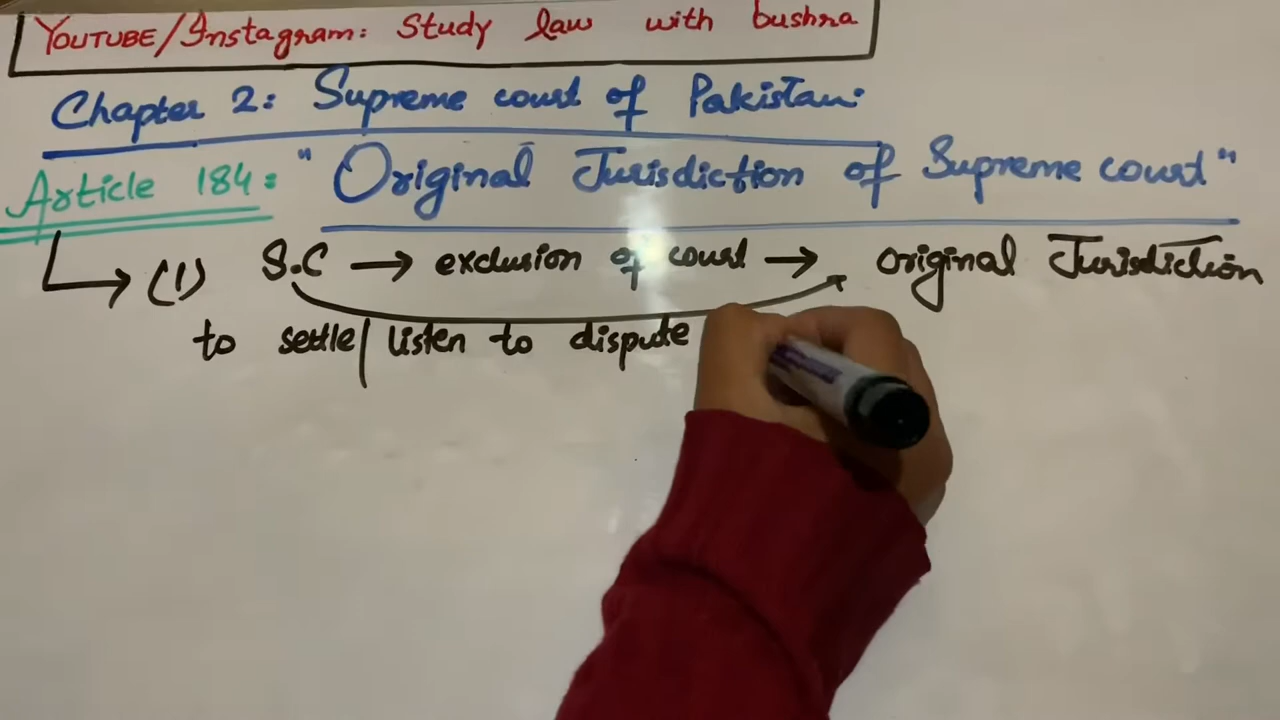 YOUTUBE/Instagram: Study law with bushra
Chapter 2: Supreme court of Pakistan:
Article 184: "Original Jurisdiction of Supreme court"
(1) S.C → exclusion of court → original Jurisdiction
to settle/listen to dispute